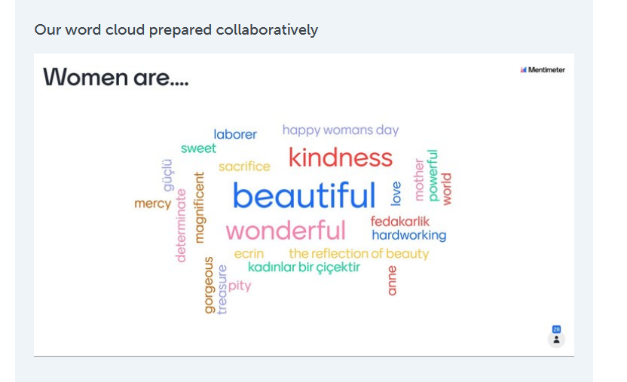 Our word cloud prepared collaboratively
Women are....
Mentimeter
laborer
happy womans day
sweet
kindness
sacrifice
güçlü
mother
powerful
world
mercy
determinate
magnificent
beautiful
love
wonderful
fedakarlik
hardworking
ecrin
the reflection of beauty
kadınlar bir çiçektir
gorgeous
treasure
pity
anne